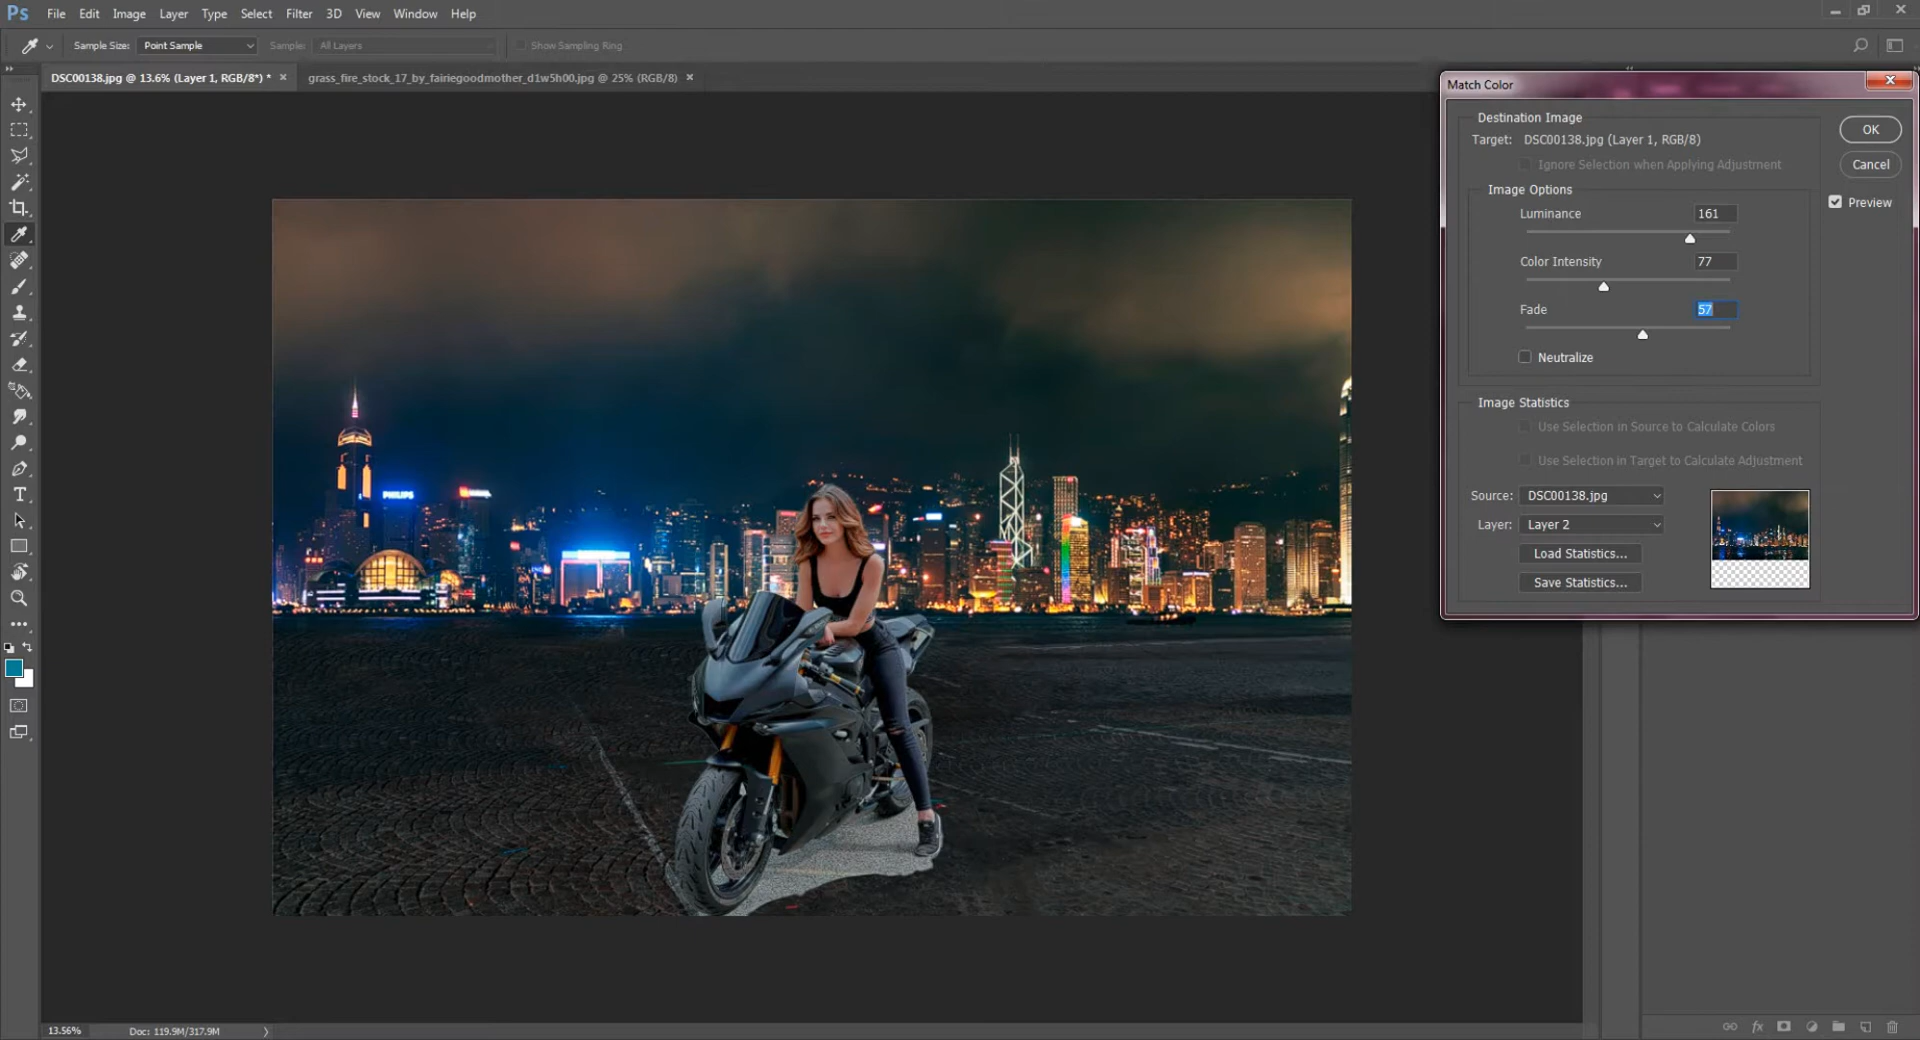 Ps File Edit Image Layer Type Select Filter 3D View Window Help
Sample Size: Point Sample Sample: All Layers Show Sampling Ring
DSC00138.jpg @ 13.6% (Layer 1, RGB/8*) * grass_fire_stock_17_by_fairiegoodmother_d1w5h00.jpg @ 25% (RGB/8)
Match Color
Destination Image
Target: DSC00138.jpg (Layer 1, RGB/8)
OK
Ignore Selection when Applying Adjustment
Cancel
Image Options
Preview
Luminance 161
Color Intensity 77
Fade 57
Neutralize
Image Statistics
Use Selection in Source to Calculate Colors
Use Selection in Target to Calculate Adjustment
Source: DSC00138.jpg
Layer: Layer 2
Load Statistics...
Save Statistics...
PHILIPS
T
fx
13.56% Doc: 119.9M/317.9M